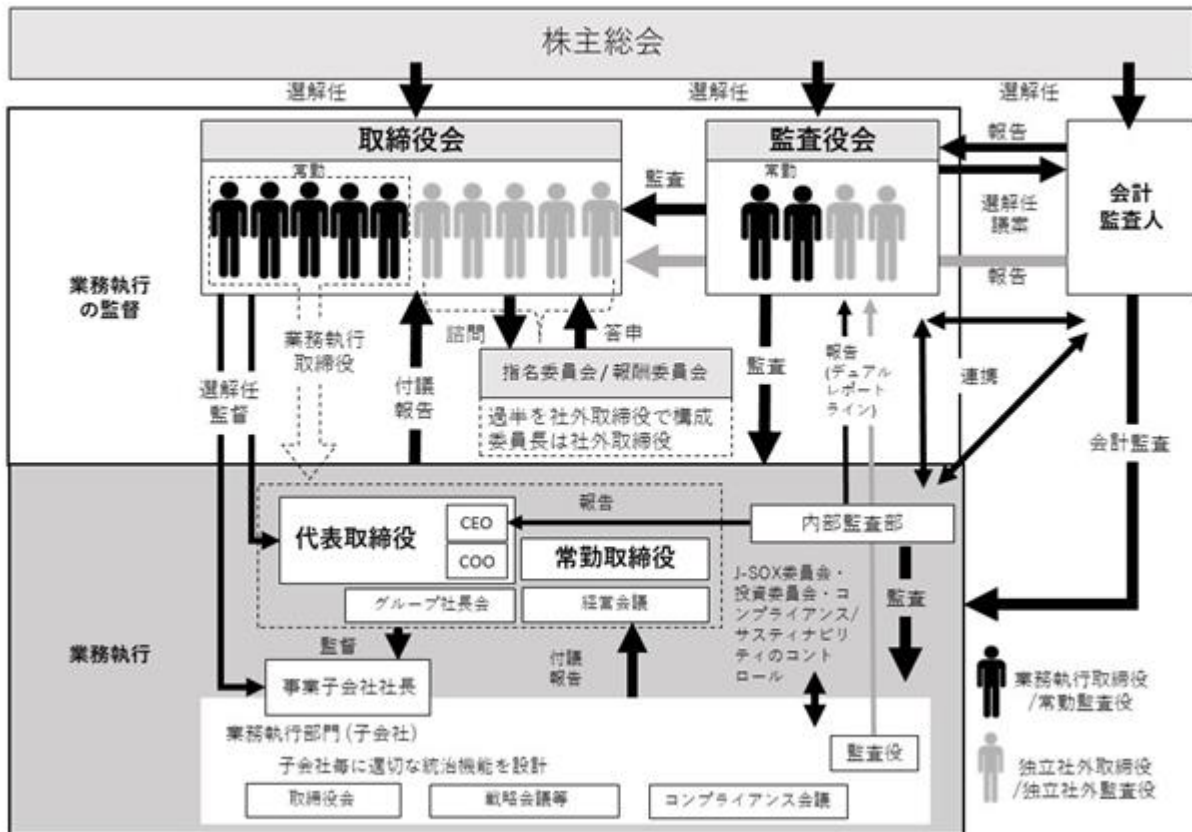 株主総会
選解任
選解任
選解任
取締役会
常勤
監査役会
常勤
監査
報告
選解任
議案
報告
会計
監査人
業務執行
の監督
業務執行
取締役
選解任
監督
付議
報告
諮問
答申
指名委員会/報酬委員会
過半を社外取締役で構成
委員長は社外取締役
監査
報告
(デュアル
レポート
ライン)
連携
会計監査
業務執行
代表取締役
CEO
COO
常勤取締役
グループ社長会
経営会議
報告
内部監査部
J-SOX委員会・
投資委員会・コ
ンプライアンス/
サスティナビリ
ティのコント
ロール
監査
監督
事業子会社社長
付議
報告
業務執行部門(子会社)
子会社毎に適切な統治機能を設計
取締役会
戦略会議等
コンプライアンス会議
監査役
業務執行取締役
/常勤監査役
独立社外取締役
/独立社外監査役